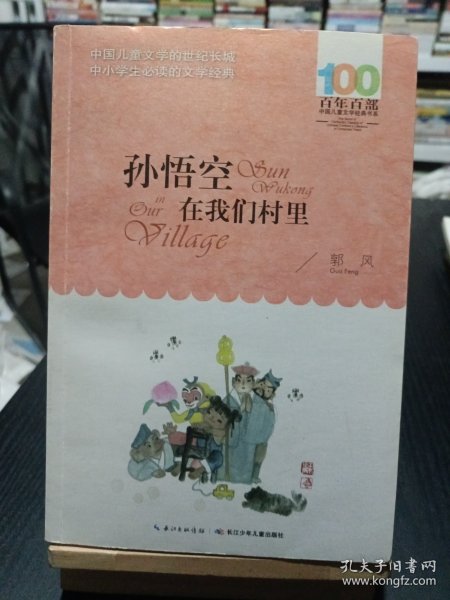 中国儿童文学的世纪长城
中小学生必读的文学经典
100
百年百部
中国儿童文学经典书系
孙悟空
Sun
Wukong
in
Our
在我们村里
Village
郭 风
Guo Feng
长江出版传媒
长江少年儿童出版社
孔夫子旧书网
www.kongfz.com